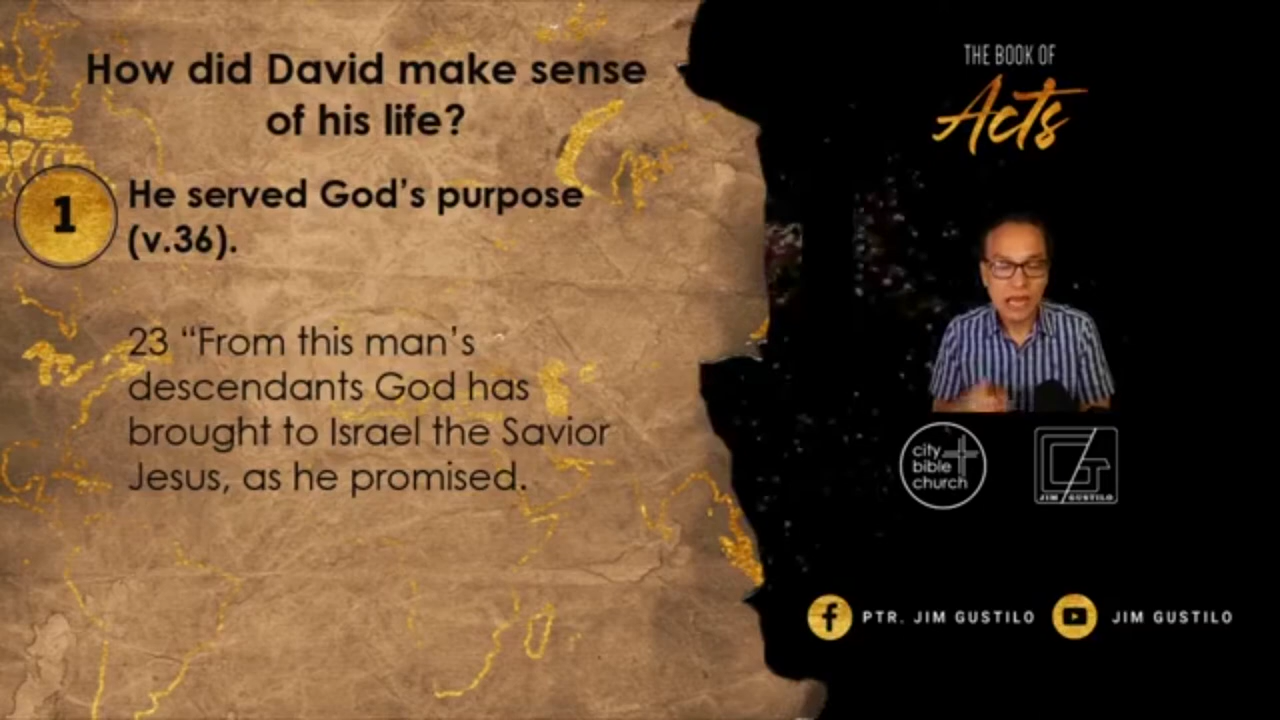 How did David make sense
of his life?
1
He served God's purpose
(v.36).
23 “From this man's
descendants God has
brought to Israel the Savior
Jesus, as he promised.
THE BOOK OF
Acts
city
bible
church
JIM GUSTILO
PTR. JIM GUSTILO
JIM GUSTILO